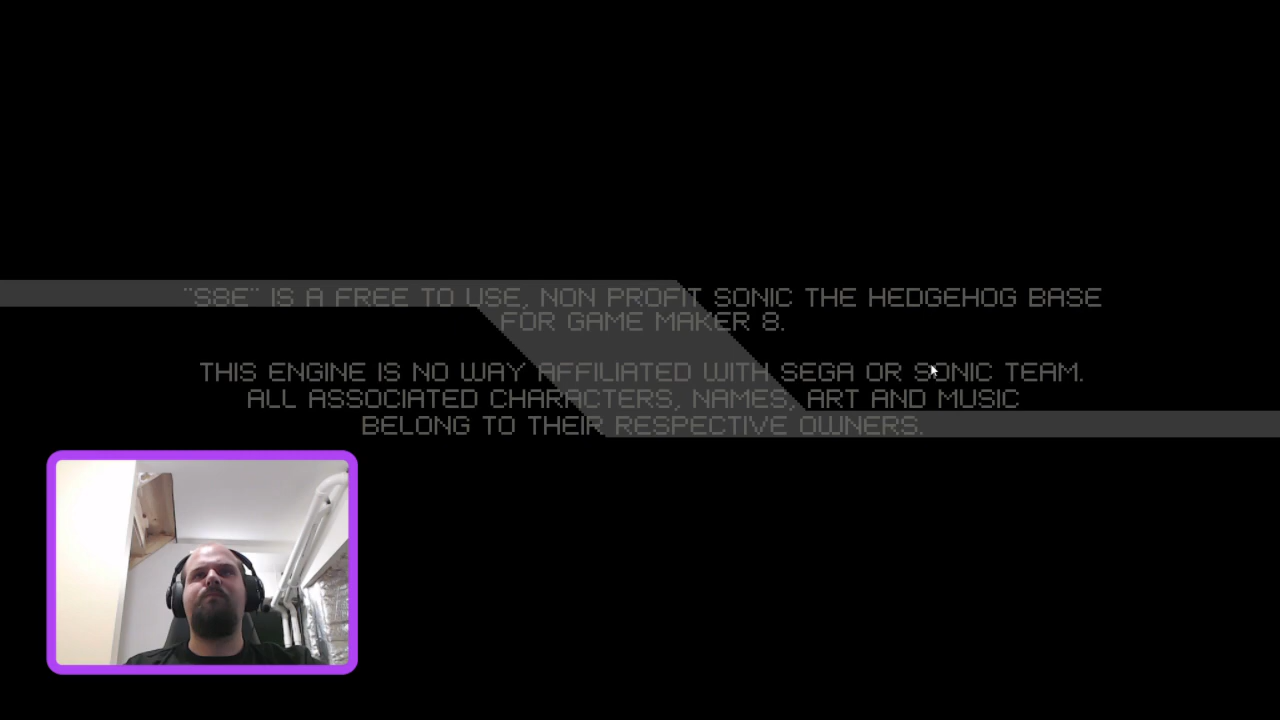 "S8E" IS A FREE TO USE, NON PROFIT SONIC THE HEDGEHOG BASE
FOR GAME MAKER 8.
THIS ENGINE IS NO WAY AFFILIATED WITH SEGA OR SONIC TEAM.
ALL ASSOCIATED CHARACTERS, NAMES, ART AND MUSIC
BELONG TO THEIR RESPECTIVE OWNERS.